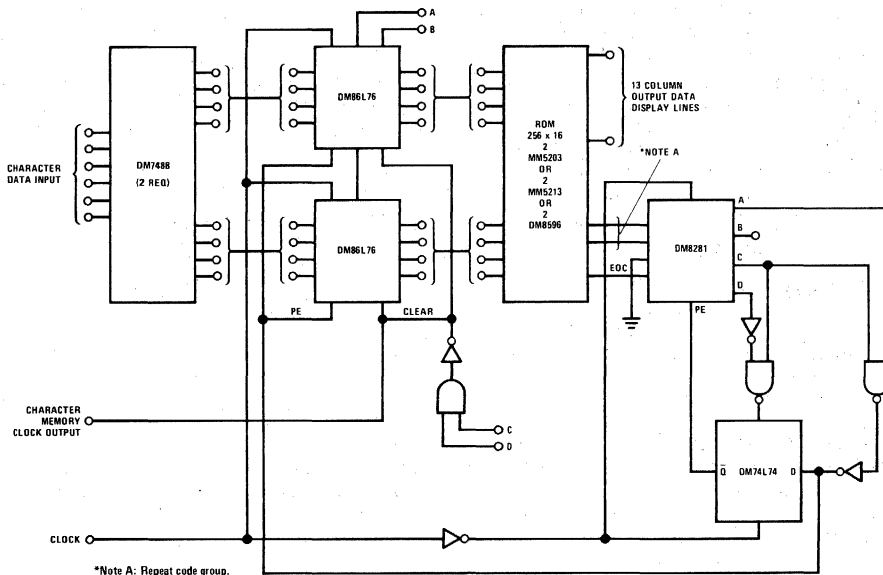 A
B
DM86L76
ROM
256 x 16
2
MM5203
OR
2
MM5213
OR
2
DM8596
13 COLUMN
OUTPUT DATA
DISPLAY LINES
*NOTE A
CHARACTER
DATA INPUT
DM7488
(2 REQ)
DM86L76
DM8281
A
B
C
D
EOC
PE
PE
CLEAR
CHARACTER
MEMORY
CLOCK OUTPUT
C
D
Q̅
DM74L74
D
CLOCK
*Note A: Repeat code group.